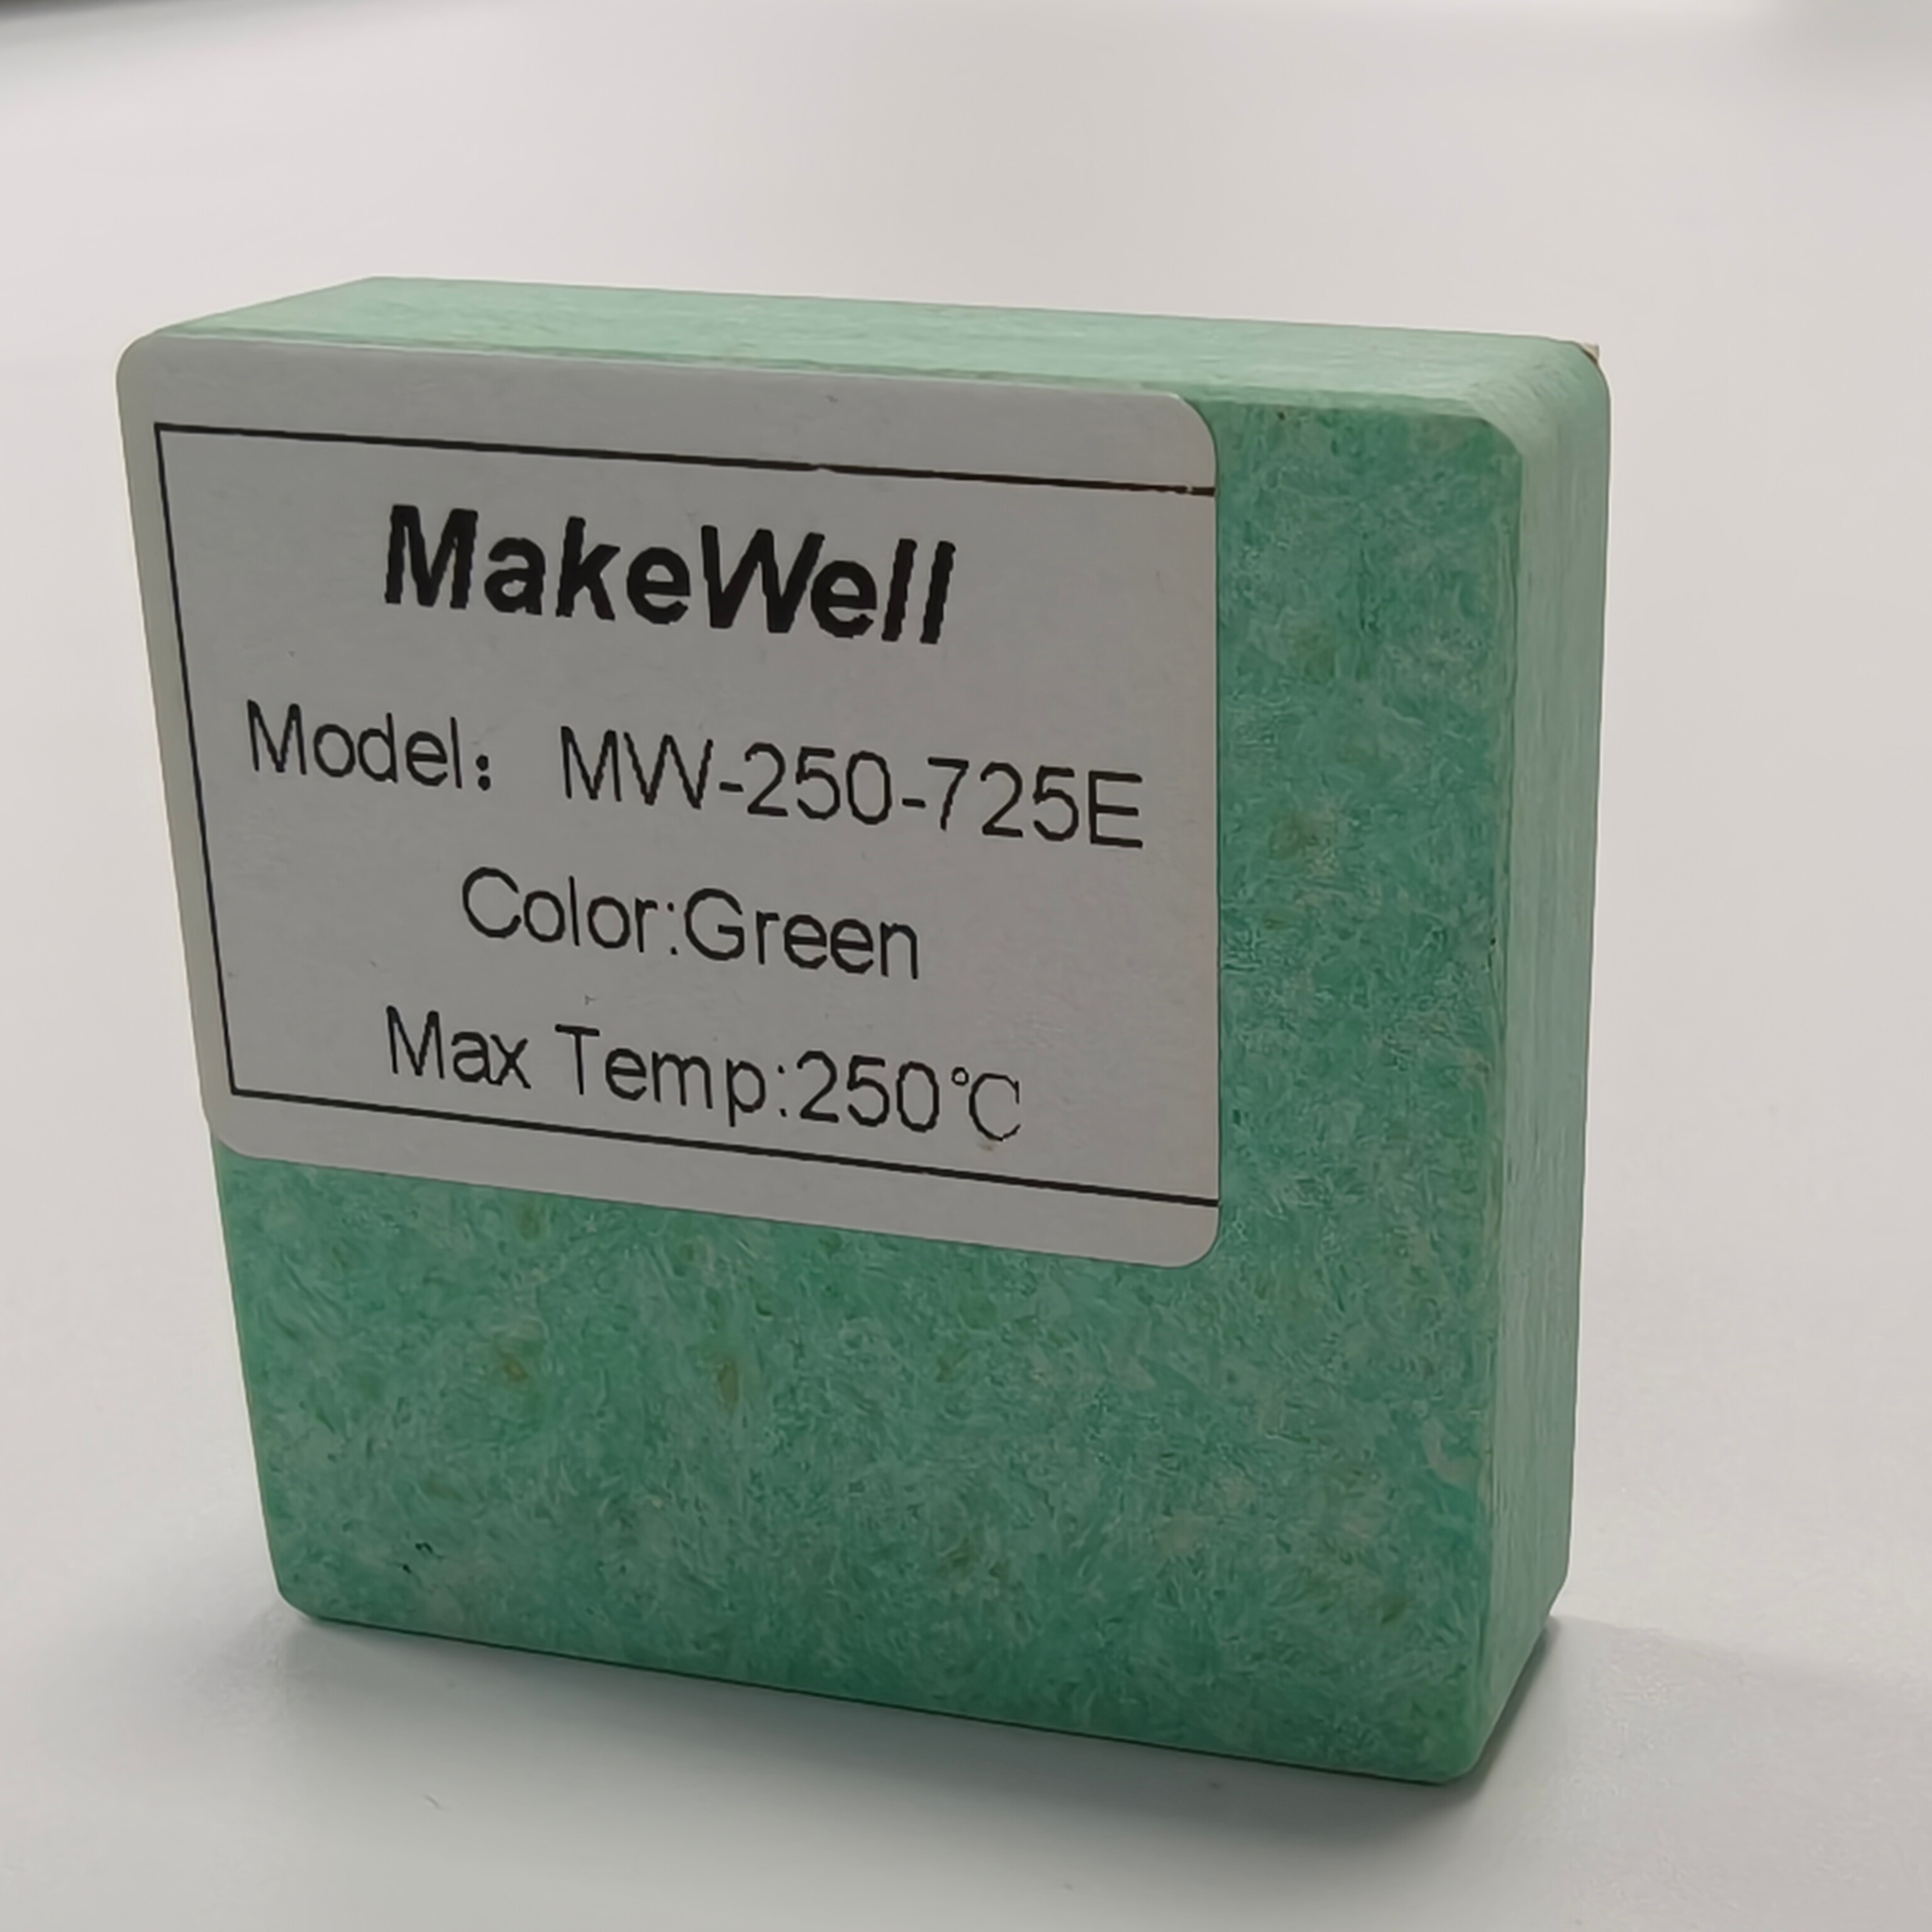 MakeWell
Model： MW-250-725E
Color:Green
Max Temp:250℃